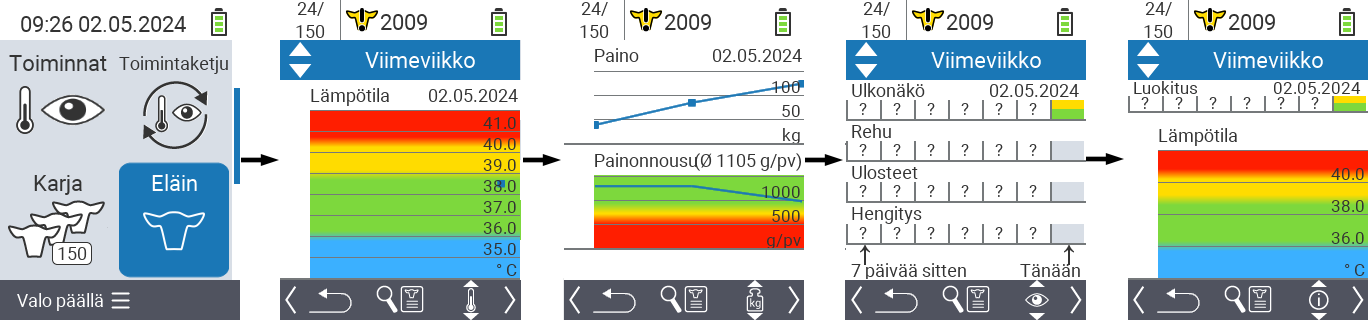 09:26 02.05.2024
Toiminnat
Toimintaketju
Karja
150
Eläin
Valo päällä
24/
150
2009
Viimeviikko
Lämpötila 02.05.2024
41.0
40.0
39.0
38.0
37.0
36.0
35.0
° C
24/
150
2009
Paino 02.05.2024
100
50
kg
Painonnousu(Ø 1105 g/pv)
1000
500
g/pv
kg
24/
150
2009
Viimeviikko
Ulkonäkö 02.05.2024
? ? ? ? ? ?
Rehu
? ? ? ? ? ?
Ulosteet
? ? ? ? ? ?
Hengitys
? ? ? ? ? ?
7 päivää sitten Tänään
24/
150
2009
Viimeviikko
Luokitus 02.05.2024
? ? ? ? ? ?
Lämpötila
40.0
38.0
36.0
° C